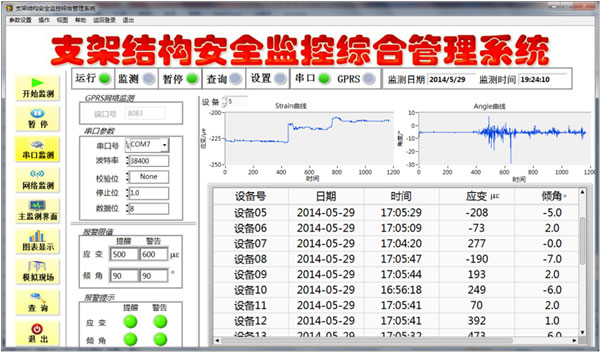 支架结构安全监控综合管理系统
参数设置 操作 视图 帮助 返回登录 退出
支架结构安全监控综合管理系统
运行 监测 暂停 查询 设置 串口 GPRS 监测日期 2014/5/29 监测时间 19:24:10
开始监测
暂 停
串口监测
网络监测
主监测界面
图表显示
模拟现场
查 询
退 出
GPRS网络监测
端口号 8083
串口参数
串口号 COM7
波特率 38400
校验位 None
停止位 1.0
数据位 8
报警限值
提醒 警告
应 变 500 600 με
倾 角 90 90 °
报警提示
提醒 警告
应 变
倾 角
设 备 5
Strain曲线
应变/με
-200
-225
-250
0 200 400 600 800 1000 1200
时间
Angle曲线
角度/°
15
10
5
0
-5
-10
0 200 400 600 800 1000 1200
时间
设备号 日期 时间 应变 με 倾角°
设备05 2014-05-29 17:05:29 -208 -5.0
设备06 2014-05-29 17:05:09 -73 2.0
设备07 2014-05-29 17:04:20 277 -0.0
设备08 2014-05-29 17:05:47 -190 -7.0
设备09 2014-05-29 17:05:44 193 2.0
设备10 2014-05-29 16:56:18 249 -6.0
设备11 2014-05-29 17:05:41 70 2.0
设备12 2014-05-29 17:05:41 392 1.0
设备13 2014-05-29 17:05:32 473 -6.0